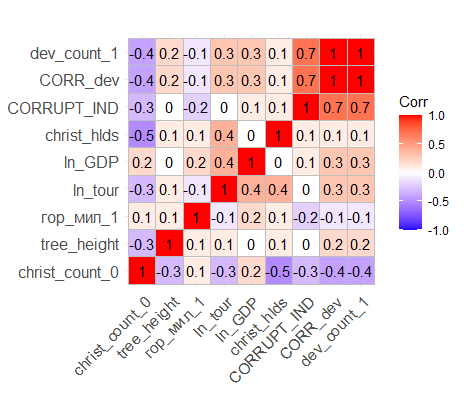 dev_count_1 -0.4 0.2 -0.1 0.3 0.3 0.1 0.7 1 1
CORR_dev -0.4 0.2 -0.1 0.3 0.3 0.1 0.7 1 1
CORRUPT_IND -0.3 0 -0.2 0 0.1 0.1 1 0.7 0.7
christ_hlds -0.5 0.1 0.1 0.4 0 1 0.1 0.1 0.1
ln_GDP 0.2 0 0.2 0.4 1 0 0.1 0.3 0.3
ln_tour -0.3 0.1 -0.1 1 0.4 0.4 0 0.3 0.3
гор_мил_1 0.1 0.1 1 -0.1 0.2 0.1 -0.2 -0.1 -0.1
tree_height -0.3 1 0.1 0.1 0 0.1 0 0.2 0.2
christ_count_0 1 -0.3 0.1 -0.3 0.2 -0.5 -0.3 -0.4 -0.4
christ_count_0
tree_height
гор_мил_1
ln_tour
ln_GDP
christ_hlds
CORRUPT_IND
CORR_dev
dev_count_1
Corr
1.0
0.5
0.0
-0.5
-1.0